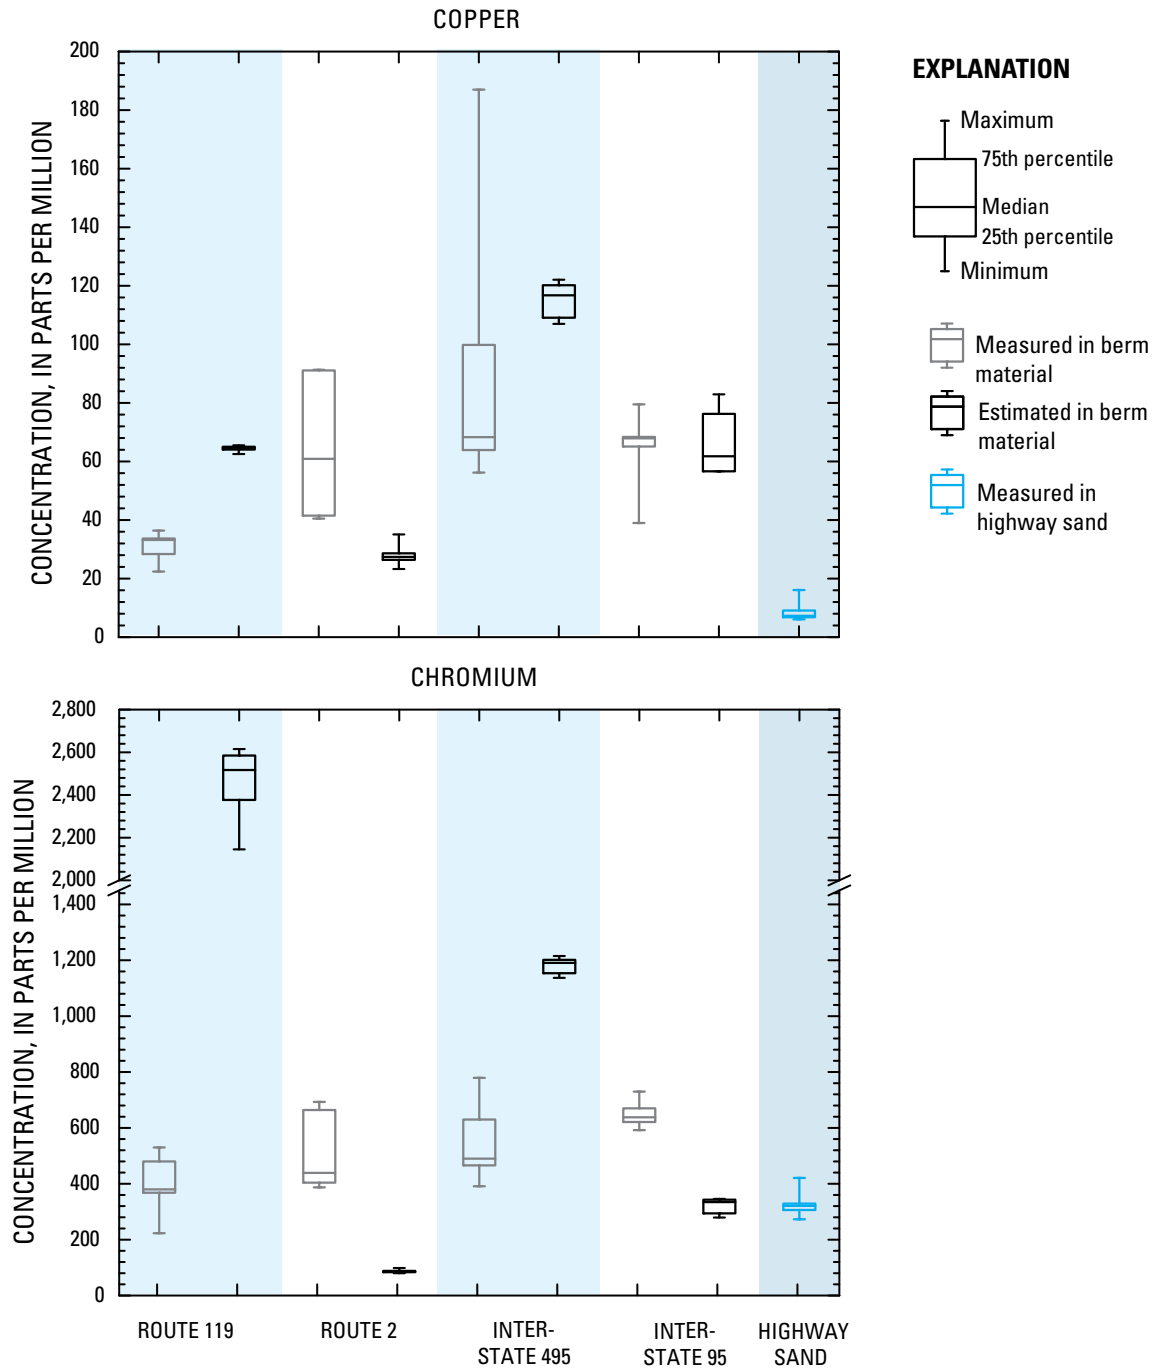 COPPER
CONCENTRATION, IN PARTS PER MILLION
200
180
160
140
120
100
80
60
40
20
0
EXPLANATION
Maximum
75th percentile
Median
25th percentile
Minimum
Measured in berm
material
Estimated in berm
material
Measured in
highway sand
CHROMIUM
CONCENTRATION, IN PARTS PER MILLION
2,800
2,600
2,400
2,200
2,000
1,400
1,200
1,000
800
600
400
200
0
ROUTE 119
ROUTE 2
INTER-
STATE 495
INTER-
STATE 95
HIGHWAY
SAND